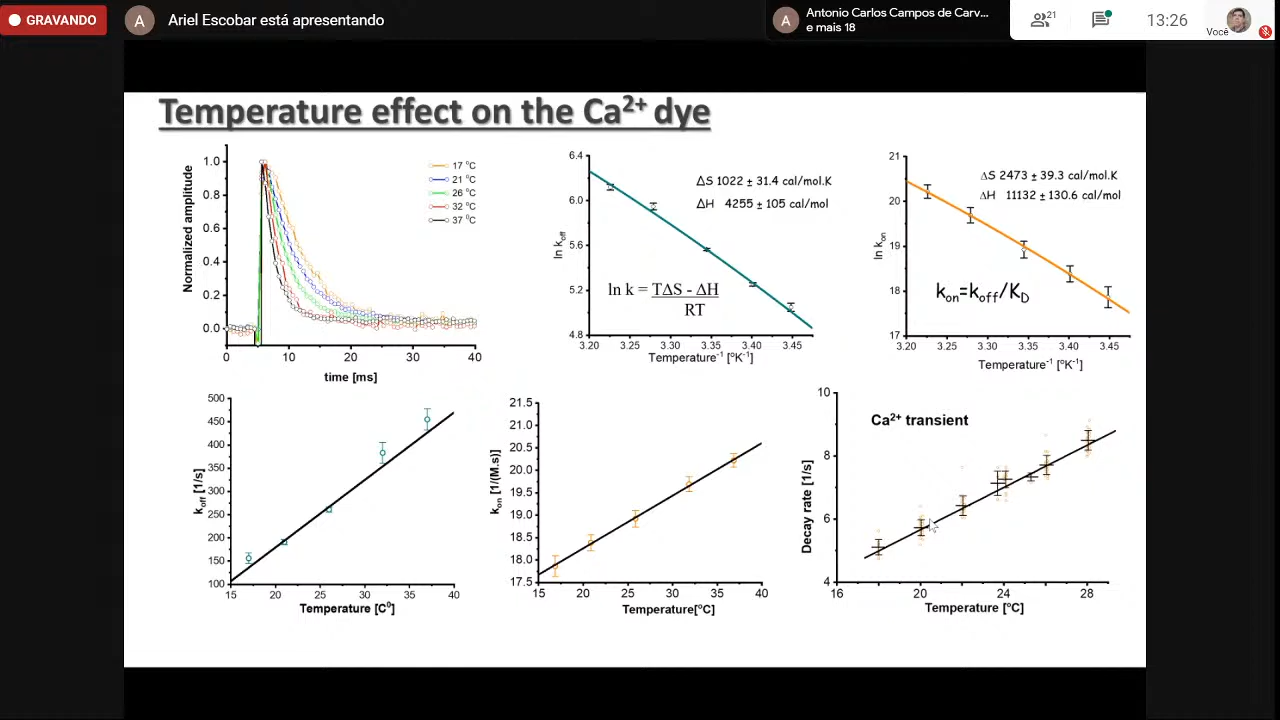 GRAVANDO
A
Ariel Escobar está apresentando
A
Antonio Carlos Campos de Carv...
e mais 18
21
13:26
Você
Temperature effect on the Ca²⁺ dye
Normalized amplitude
1.0
0.8
0.6
0.4
0.2
0.0
0
10
20
30
40
time [ms]
17 °C
21 °C
26 °C
32 °C
37 °C
ln k_off
6.4
6.0
5.6
5.2
4.8
3.20
3.25
3.30
3.35
3.40
3.45
Temperature⁻¹ [°K⁻¹]
ΔS 1022 ± 31.4 cal/mol.K
ΔH 4255 ± 105 cal/mol
ln k = TΔS - ΔH
RT
ln k_on
21
20
19
18
17
3.20
3.25
3.30
3.35
3.40
3.45
Temperature⁻¹ [°K⁻¹]
ΔS 2473 ± 39.3 cal/mol.K
ΔH 11132 ± 130.6 cal/mol
k_on=k_off/K_D
k_off [1/s]
500
450
400
350
300
250
200
150
100
15
20
25
30
35
40
Temperature [C⁰]
k_on [1/(M.s)]
21.5
21.0
20.5
20.0
19.5
19.0
18.5
18.0
17.5
15
20
25
30
35
40
Temperature[°C]
Ca²⁺ transient
Decay rate [1/s]
10
8
6
4
16
20
24
28
Temperature [°C]